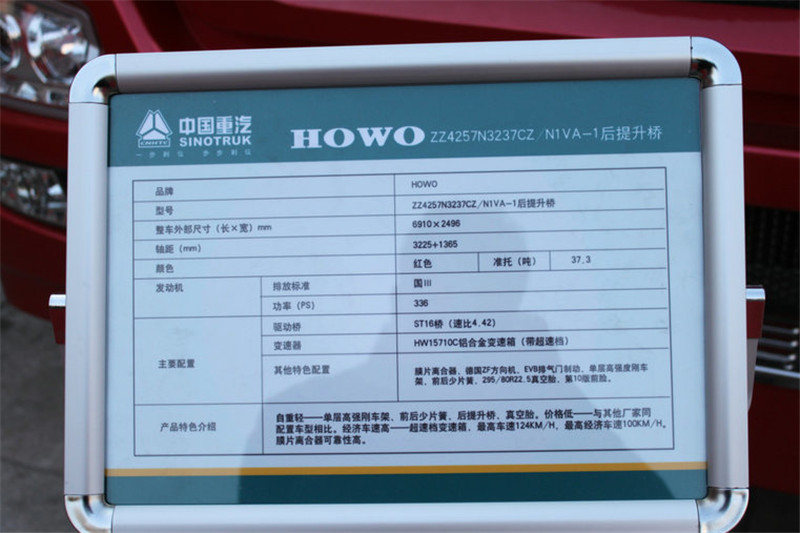 中国重汽
CNHTC SINOTRUK
HOWO ZZ4257N3237CZ/N1VA-1后提升桥
品牌 HOWO
型号 ZZ4257N3237CZ/N1VA-1后提升桥
整车外部尺寸（长×宽）mm 6910×2496
轴距（mm） 3225+1365
颜色 红色 准托（吨） 37.3
发动机 排放标准 国III
功率（PS） 336
主要配置 驱动桥 ST16桥（速比4.42）
变速器 HW15710C铝合金变速箱（带超速档）
其他特色配置 膜片离合器、德国ZF方向机、EVB排气门制动、单层高强度刚车
架、前后少片簧，295/80R22.5真空胎、第10版前脸。
产品特色介绍 自重轻——单层高强刚车架、前后少片簧，后提升桥，真空胎。价格低——与其他厂家同
配置车型相比。经济车速高——超速档变速箱，最高车速124KM/H，最高经济车速100KM/H。
膜片离合器可靠性高。